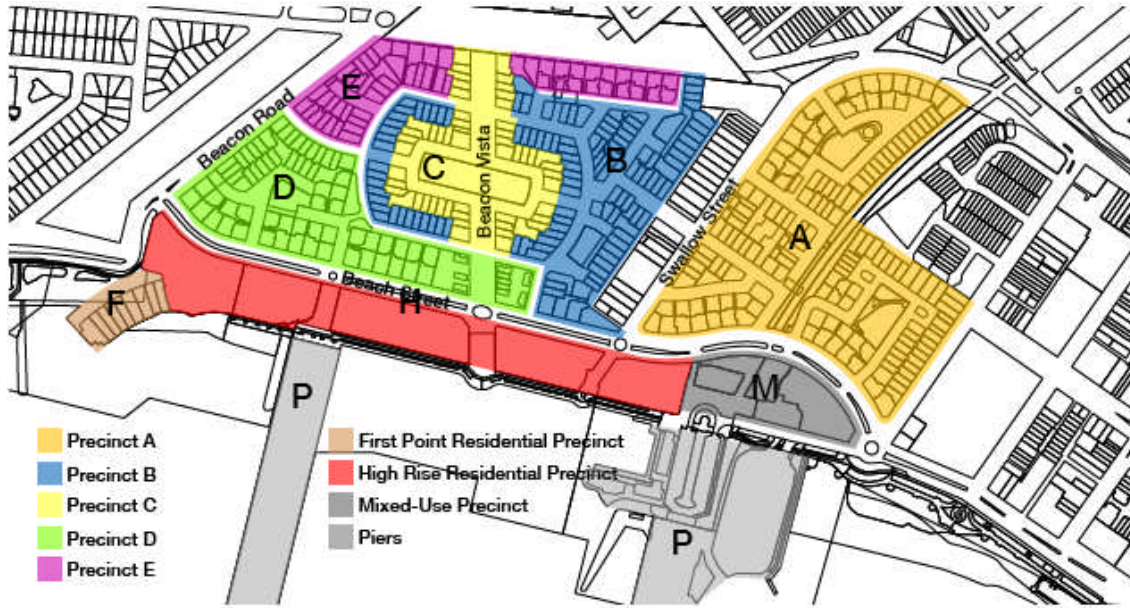 E
Beacon Road
Beacon Vista
C
B
D
A
Swallow Street
Beach Street
H
F
P
M
P
Precinct A
Precinct B
Precinct C
Precinct D
Precinct E
First Point Residential Precinct
High Rise Residential Precinct
Mixed-Use Precinct
Piers